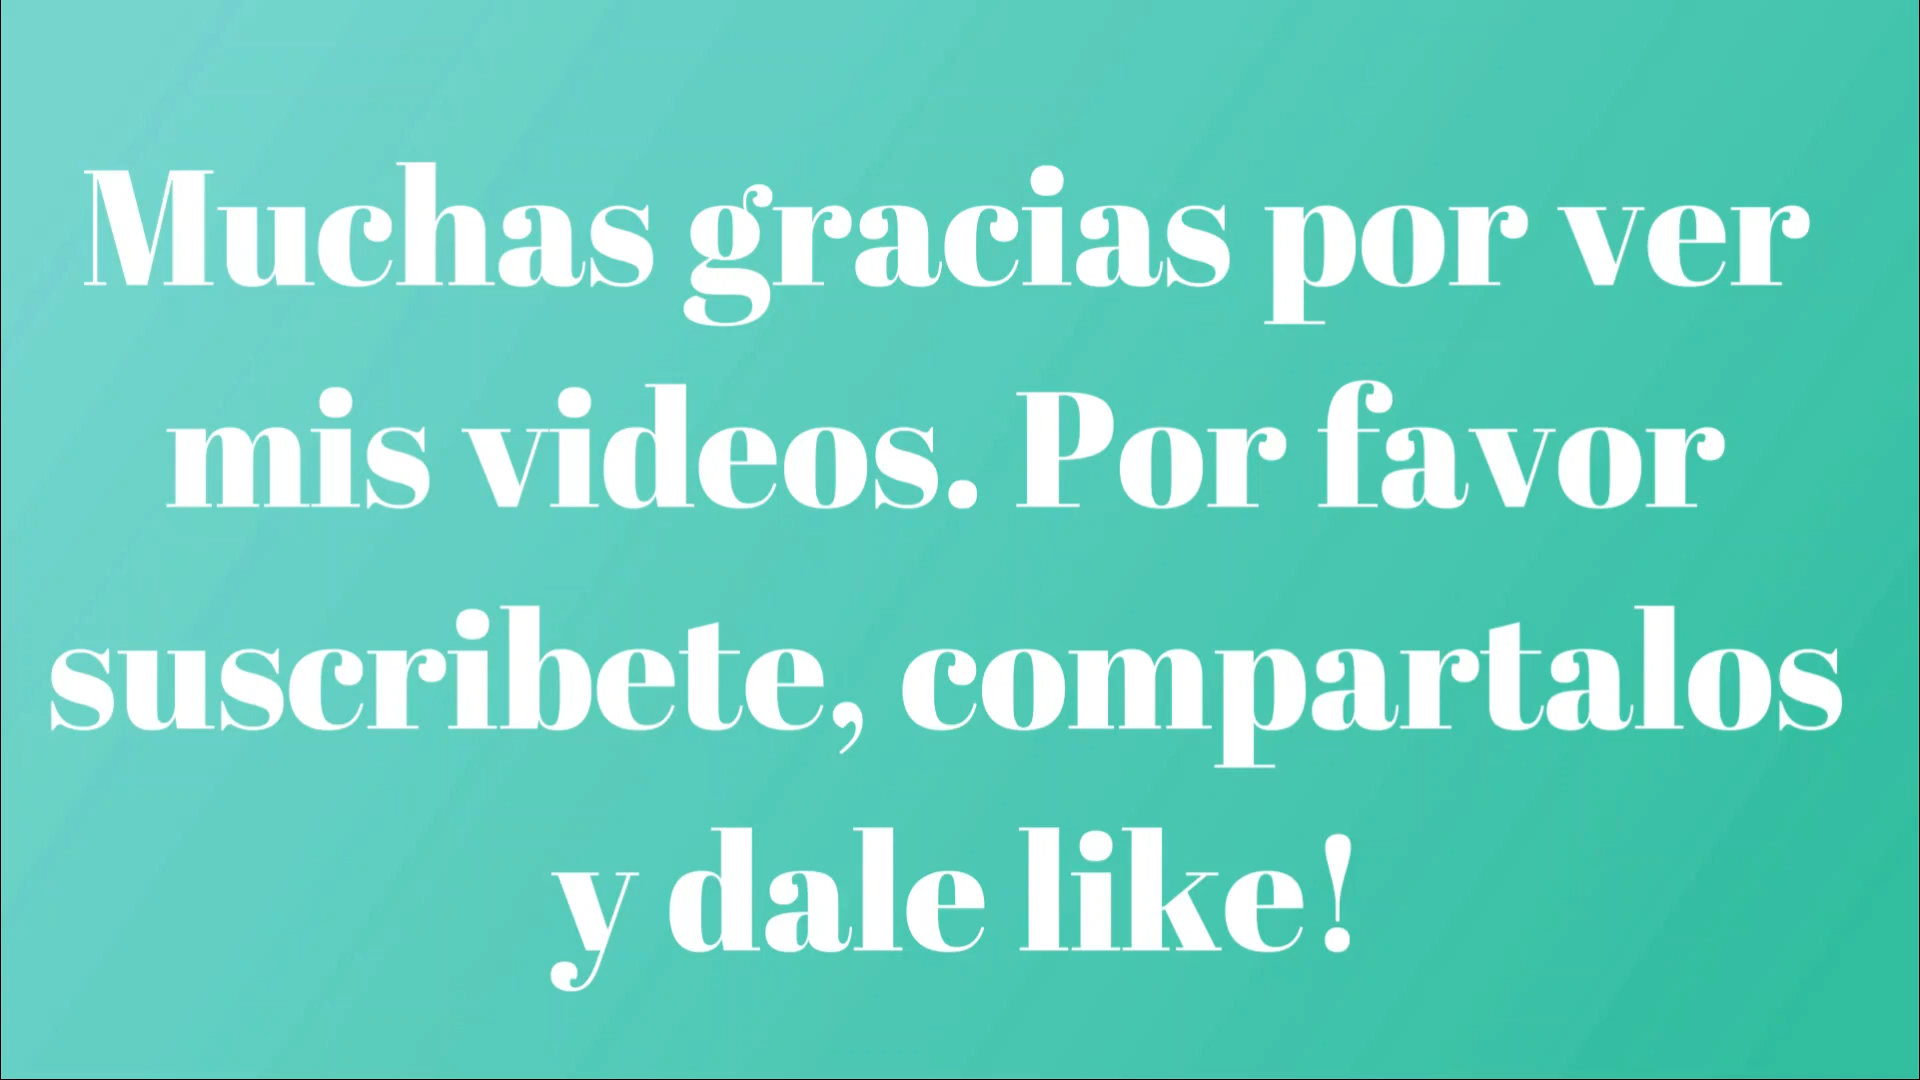 Muchas gracias por ver
mis videos. Por favor
suscribete, compartalos
y dale like!